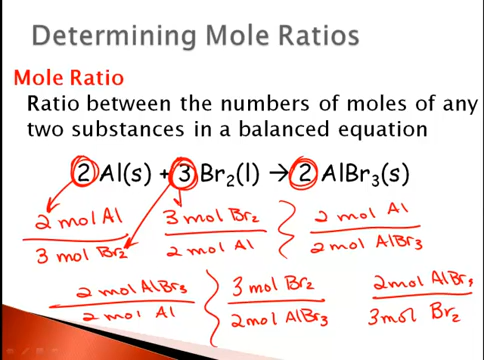 Determining Mole Ratios
Mole Ratio
Ratio between the numbers of moles of any
two substances in a balanced equation
2 Al(s) + 3 Br₂(l) → 2 AlBr₃(s)
2 mol Al 3 mol Br₂ 2 mol Al
3 mol Br₂ 2 mol Al 2 mol AlBr₃
2 mol AlBr₃ 3 mol Br₂ 2 mol AlBr₃
2 mol Al 2 mol AlBr₃ 3 mol Br₂